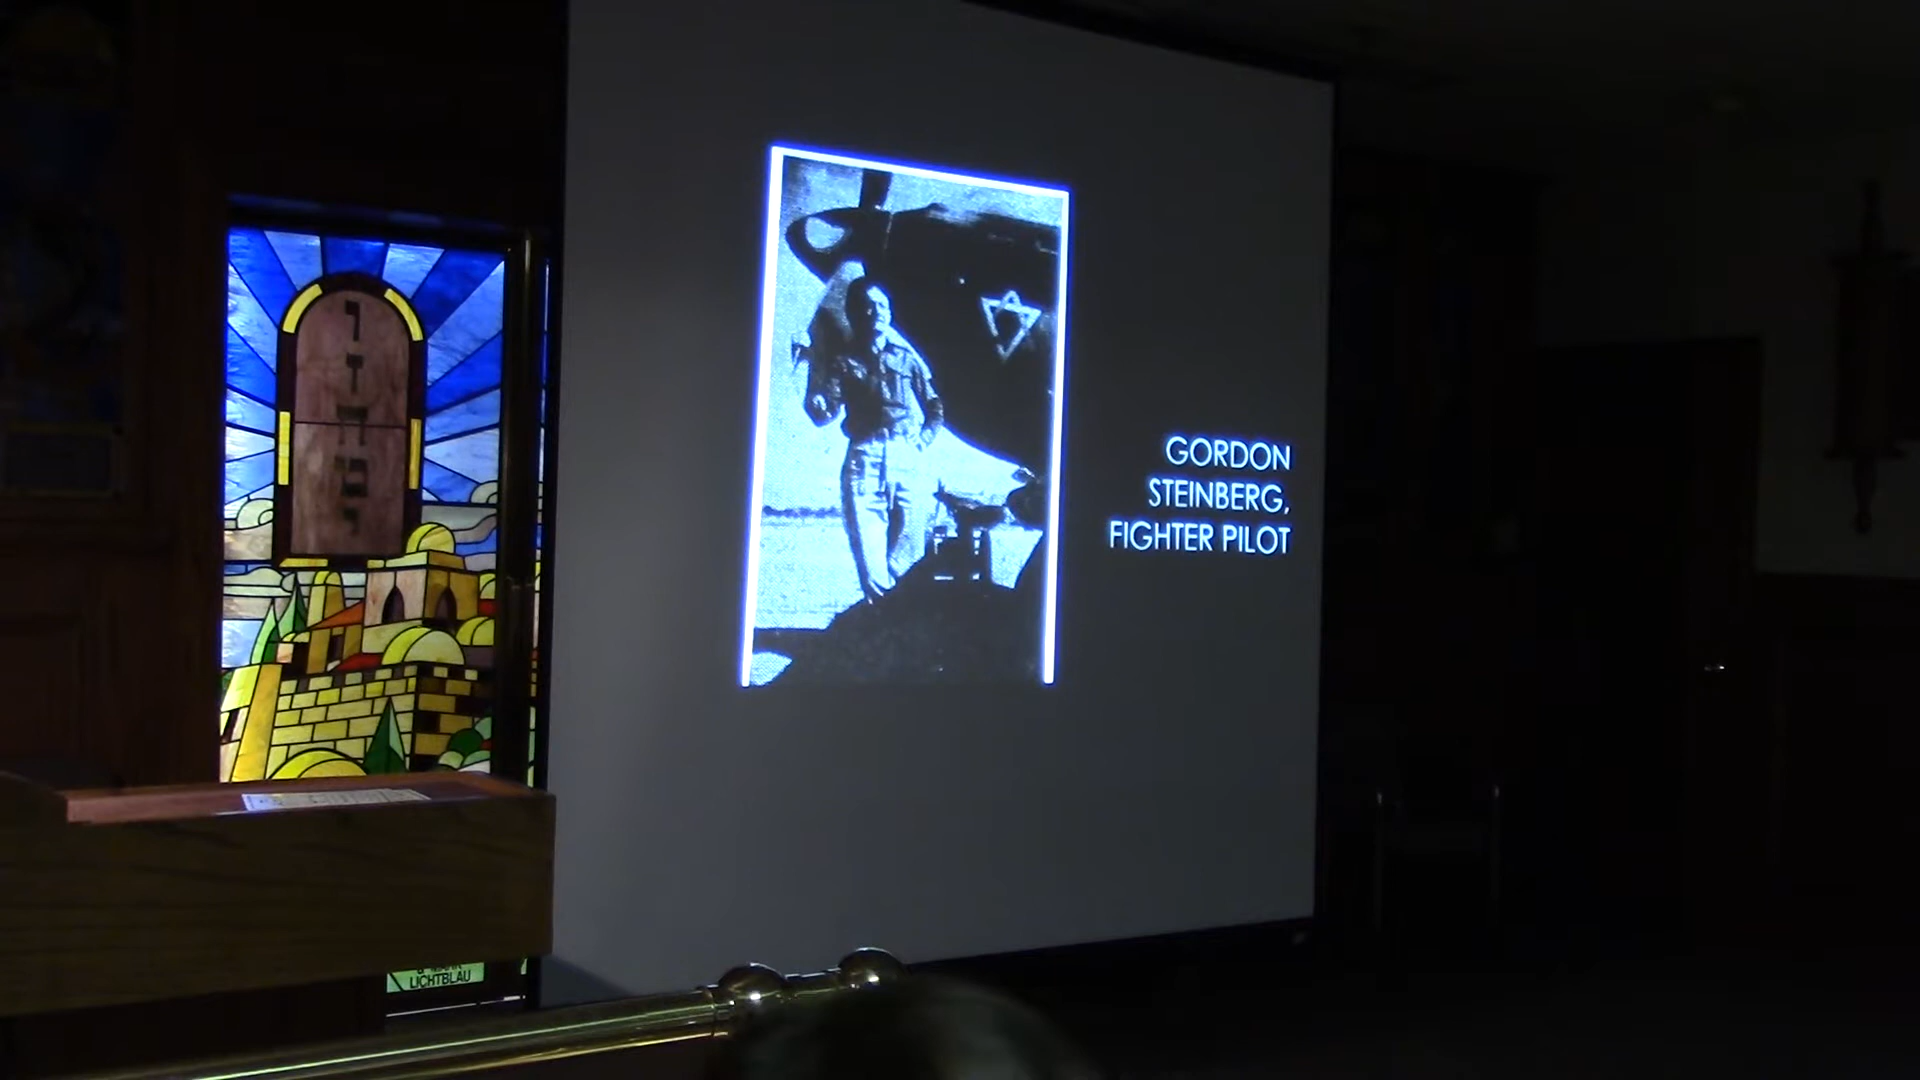 ו
ז
ח
ט
י
GORDON
STEINBERG,
FIGHTER PILOT
LICHTBLAU